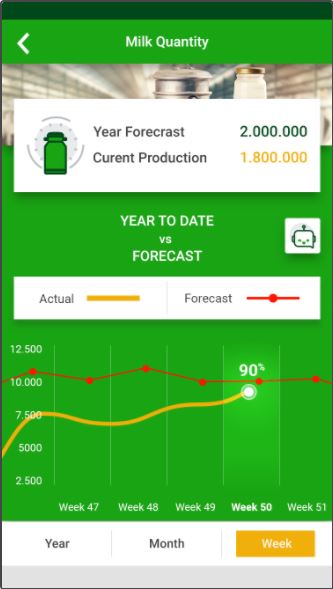 Milk Quantity
Year Forecrast 2.000.000
Curent Production 1.800.000
YEAR TO DATE
vs
FORECAST
Actual Forecast
12.500
90%
10.000
7.500
5000
2.500
Week 47 Week 48 Week 49 Week 50 Week 51
Year Month Week